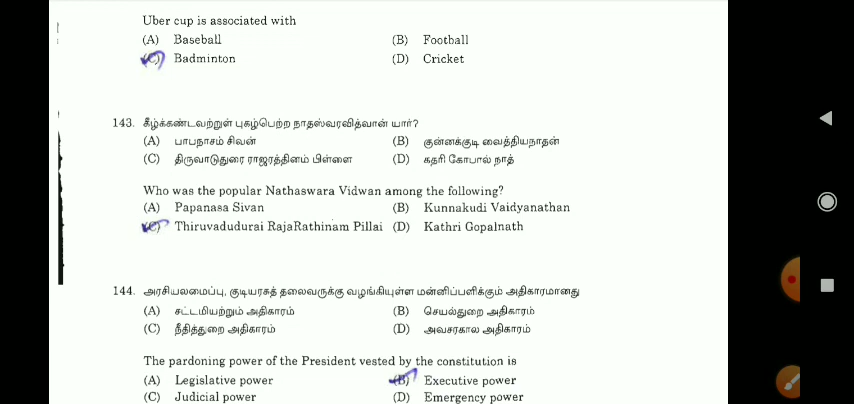 Uber cup is associated with
(A) Baseball (B) Football
(C) Badminton (D) Cricket
143. கீழ்க்கண்டவற்றுள் புகழ்பெற்ற நாதஸ்வரவித்வான் யார்?
(A) பாபநாசம் சிவன் (B) குன்னக்குடி வைத்தியநாதன்
(C) திருவாடுதுரை ராஜரத்தினம் பிள்ளை (D) கதரி கோபால் நாத்
Who was the popular Nathaswara Vidwan among the following?
(A) Papanasa Sivan (B) Kunnakudi Vaidyanathan
(C) Thiruvadudurai RajaRathinam Pillai (D) Kathri Gopalnath
144. அரசியலமைப்பு, குடியரசுத் தலைவருக்கு வழங்கியுள்ள மன்னிப்பளிக்கும் அதிகாரமானது
(A) சட்டமியற்றும் அதிகாரம் (B) செயல்துறை அதிகாரம்
(C) நீதித்துறை அதிகாரம் (D) அவசரகால அதிகாரம்
The pardoning power of the President vested by the constitution is
(A) Legislative power (B) Executive power
(C) Judicial power (D) Emergency power